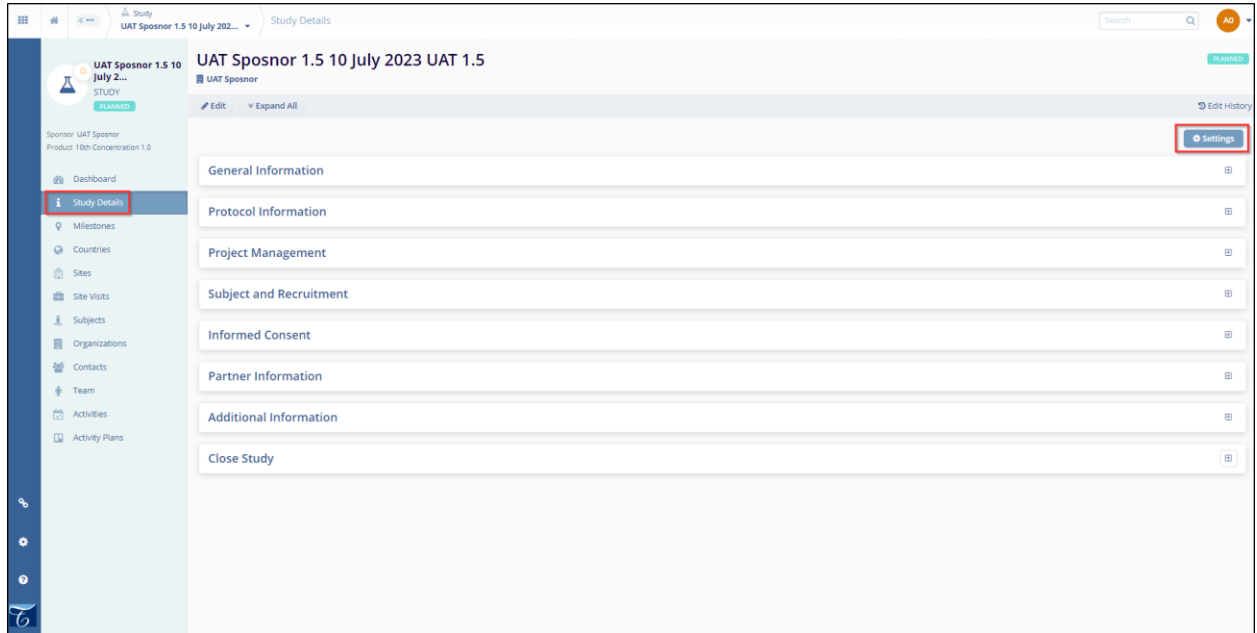 Study
UAT Sposnor 1.5 10 July 202...
Study Details
Search
AO
UAT Sposnor 1.5 10
July 2...
STUDY
PLANNED
Sponsor: UAT Sposnor
Product: 10th Concentration 1.0
Dashboard
Study Details
Milestones
Countries
Sites
Site Visits
Subjects
Organizations
Contacts
Team
Activities
Activity Plans
UAT Sposnor 1.5 10 July 2023 UAT 1.5
UAT Sposnor
PLANNED
Edit
Expand All
Edit History
Settings
General Information
Protocol Information
Project Management
Subject and Recruitment
Informed Consent
Partner Information
Additional Information
Close Study